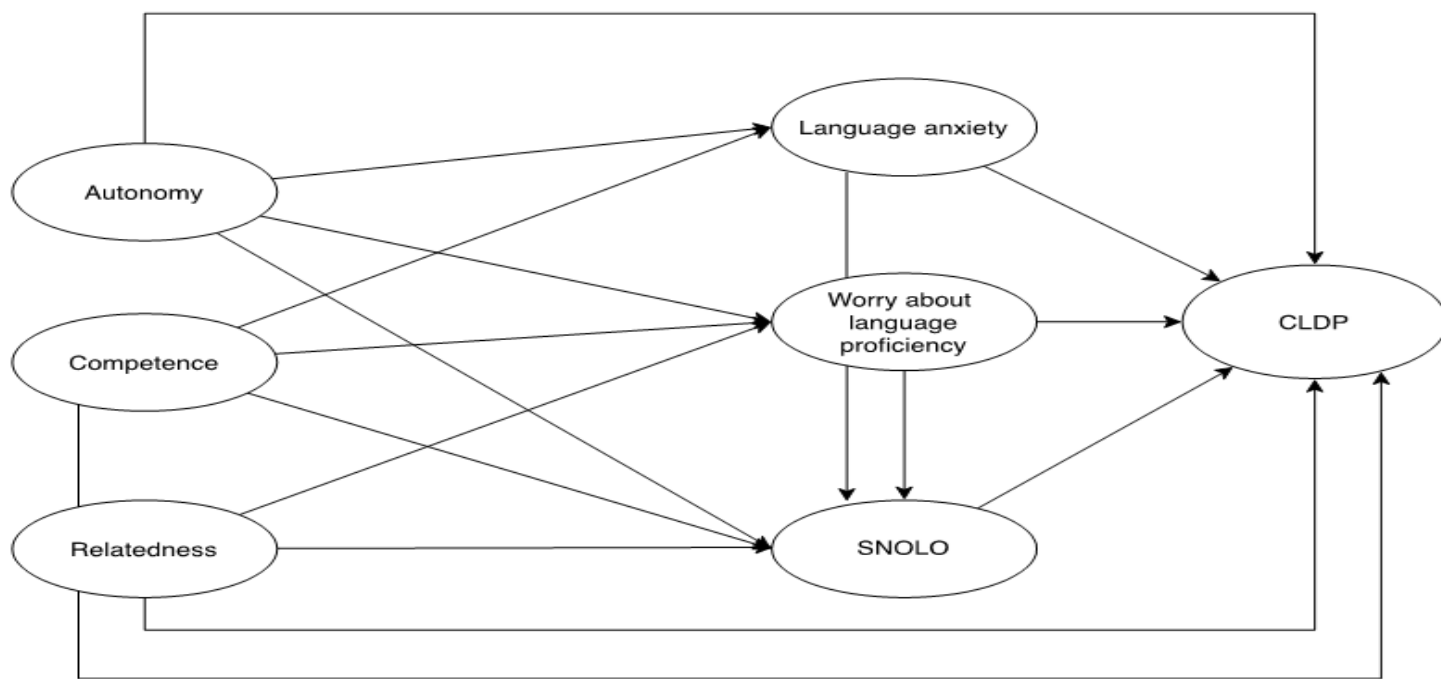 Language anxiety
Autonomy
Worry about
language
proficiency
CLDP
Competence
Relatedness
SNOLO